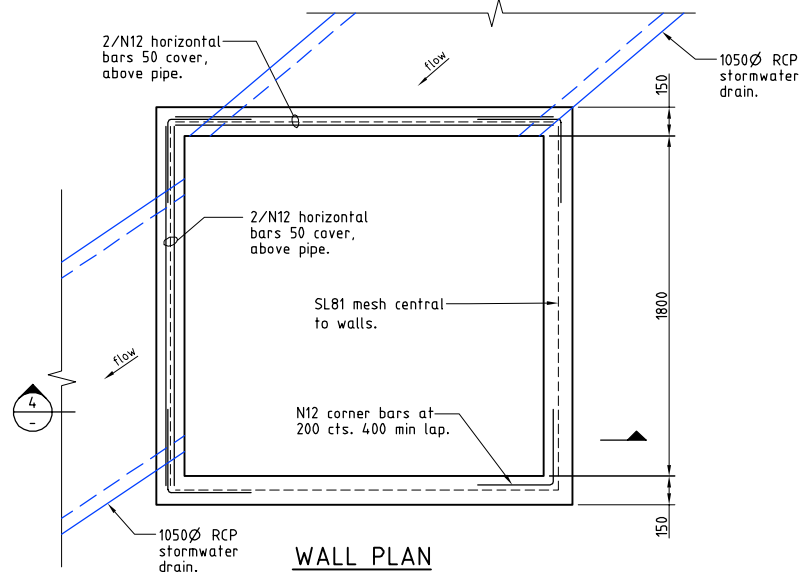 2/N12 horizontal
bars 50 cover,
above pipe.
flow
1050Ø RCP
stormwater
drain.
150
2/N12 horizontal
bars 50 cover,
above pipe.
SL81 mesh central
to walls.
1800
flow
4
-
N12 corner bars at
200 cts. 400 min lap.
150
1050Ø RCP
stormwater
drain.
WALL PLAN